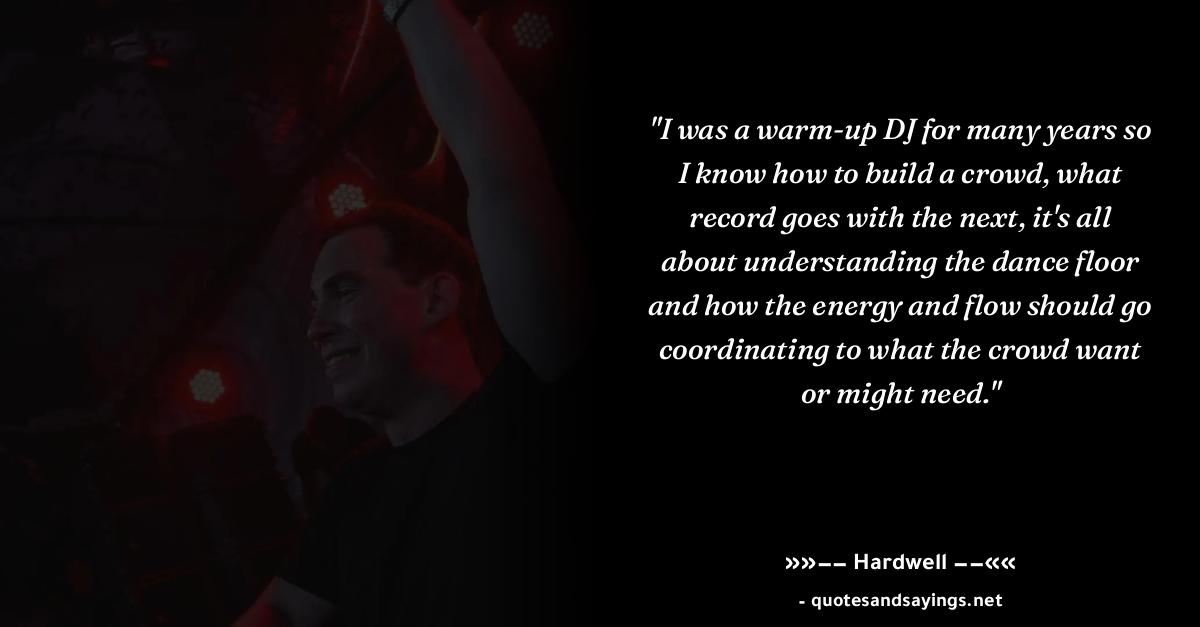 "I was a warm-up DJ for many years so
I know how to build a crowd, what
record goes with the next, it's all
about understanding the dance floor
and how the energy and flow should go
coordinating to what the crowd want
or might need."
»»−− Hardwell −−««
- quotesandsayings.net